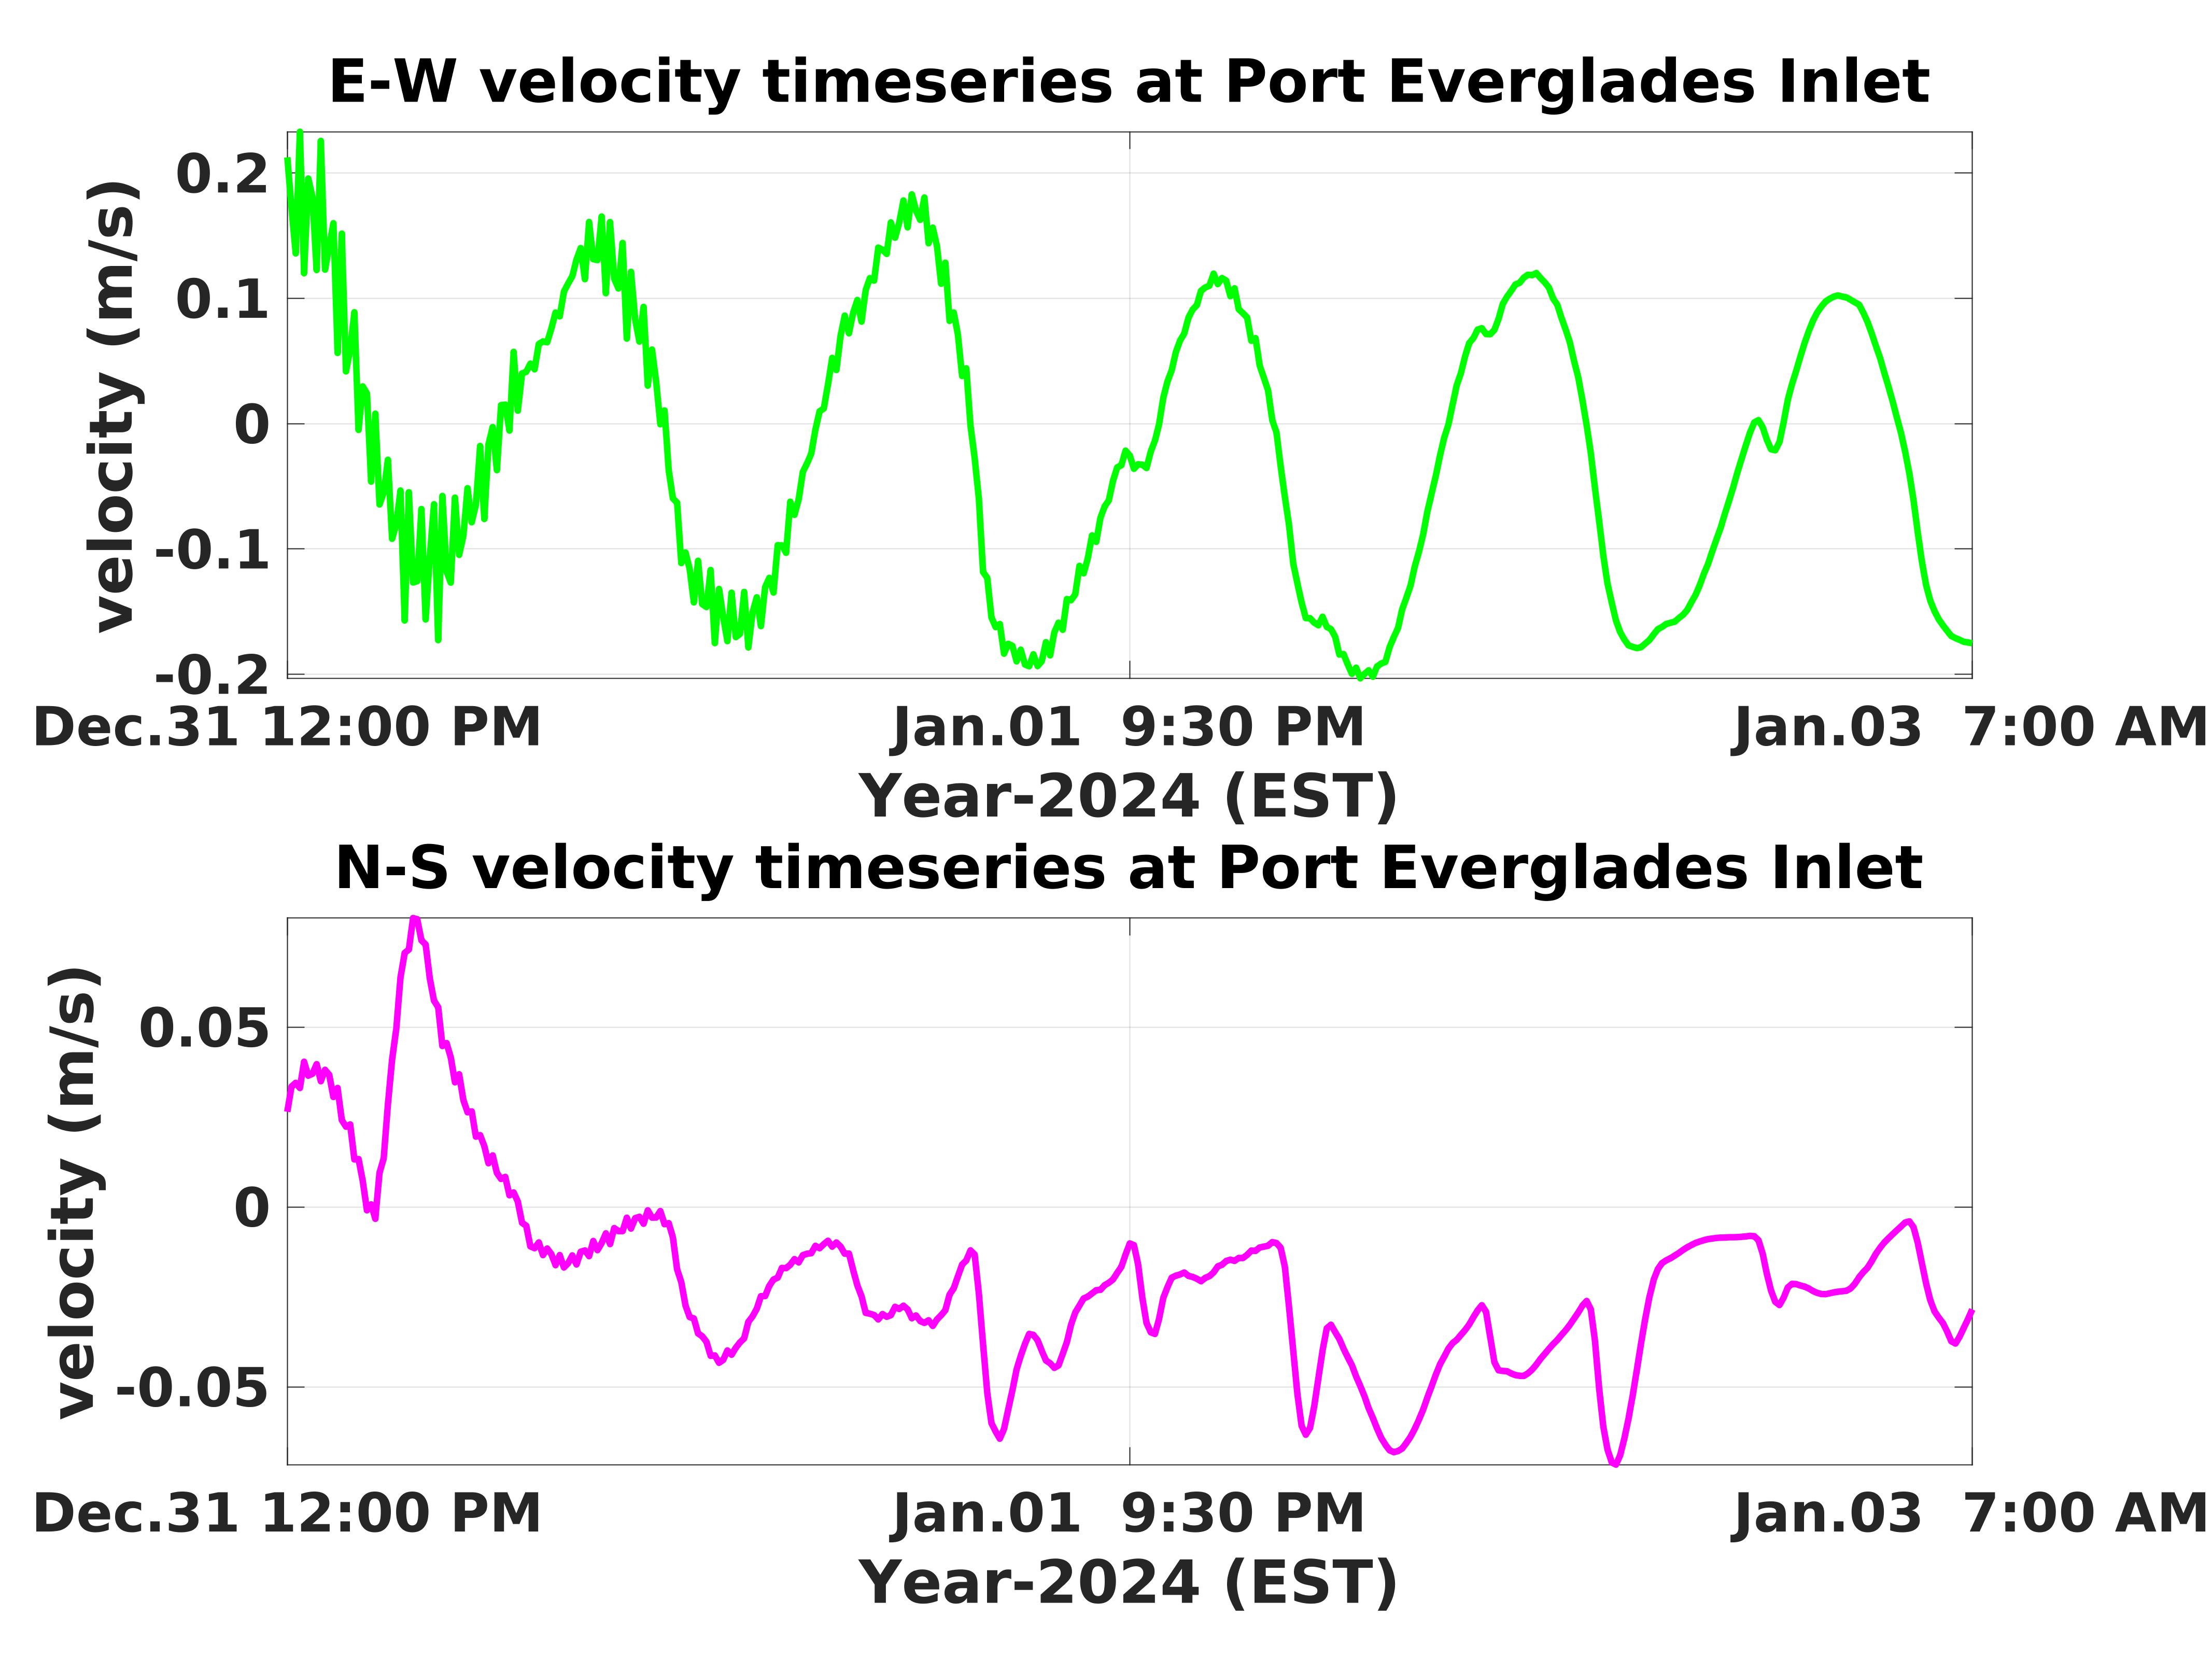 E-W velocity timeseries at Port Everglades Inlet
velocity (m/s)
0.2
0.1
0
-0.1
-0.2
Dec.31 12:00 PM
Jan.01 9:30 PM
Jan.03 7:00 AM
Year-2024 (EST)
N-S velocity timeseries at Port Everglades Inlet
velocity (m/s)
0.05
0
-0.05
Dec.31 12:00 PM
Jan.01 9:30 PM
Jan.03 7:00 AM
Year-2024 (EST)